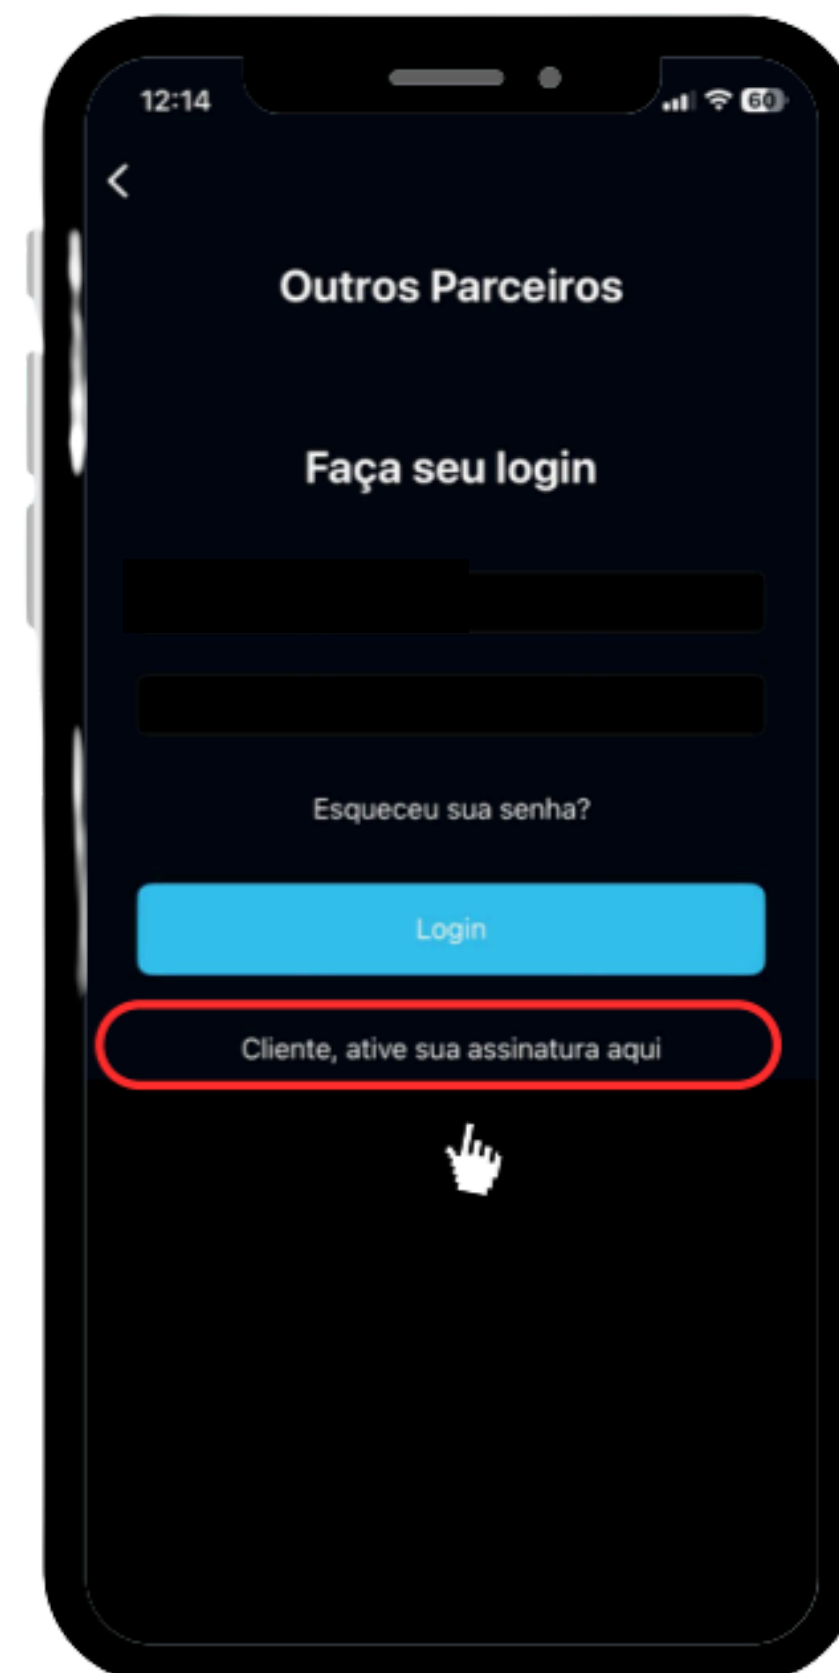 12:14
60
Outros Parceiros
Faça seu login
Esqueceu sua senha?
Login
Cliente, ative sua assinatura aqui